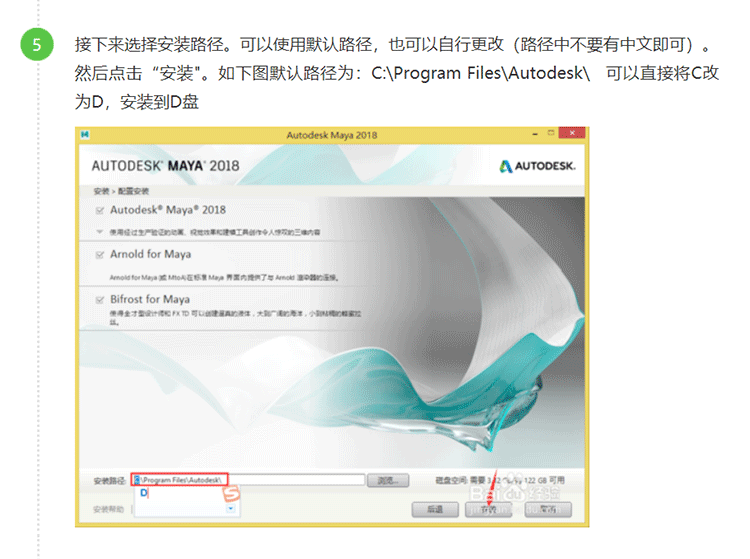 5
接下来选择安装路径。可以使用默认路径，也可以自行更改（路径中不要有中文即可）。
然后点击“安装"。如下图默认路径为：C:\Program Files\Autodesk\ 可以直接将C改
为D，安装到D盘
Autodesk Maya 2018
AUTODESK® MAYA® 2018
AUTODESK.
安装 > 配置安装
Autodesk® Maya® 2018
使用经过生产验证的动画、视觉效果和建模工具创作令人惊叹的三维内容
Arnold for Maya
Arnold for Maya (或 MtoA)在标准 Maya 界面内提供了与 Arnold 渲染器的连接。
Bifrost for Maya
使得全才型设计师和 FX TD 可以创建逼真的液体，大到广阔的海洋，小到粘稠的蜂蜜拉
丝。
安装路径: C:\Program Files\Autodesk\ 浏览...
磁盘空间: 需要 122 GB 可用
D
安装帮助
后退 安装 取消
Baidu 经验